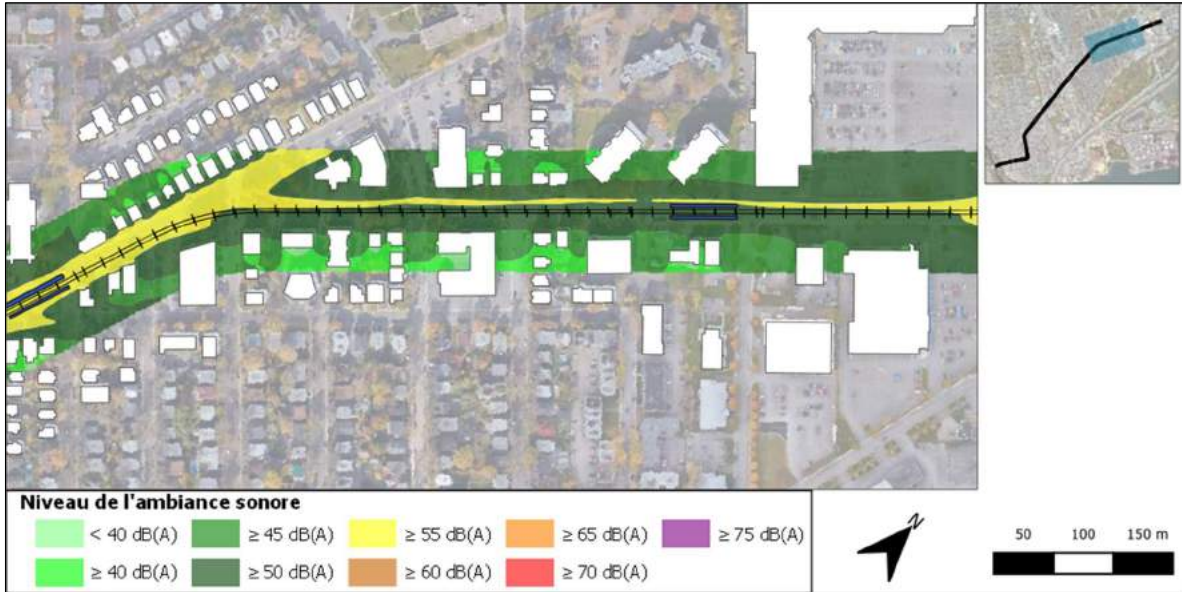 N
Niveau de l'ambiance sonore
< 40 dB(A) ≥ 45 dB(A) ≥ 55 dB(A) ≥ 65 dB(A) ≥ 75 dB(A)
≥ 40 dB(A) ≥ 50 dB(A) ≥ 60 dB(A) ≥ 70 dB(A)
50 100 150 m